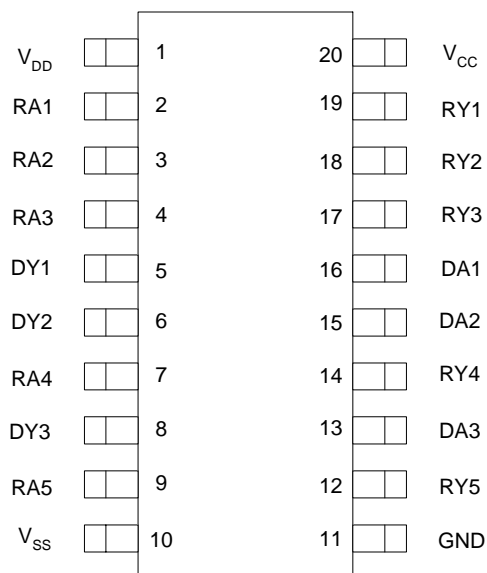 VDD 1 20 VCC
RA1 2 19 RY1
RA2 3 18 RY2
RA3 4 17 RY3
DY1 5 16 DA1
DY2 6 15 DA2
RA4 7 14 RY4
DY3 8 13 DA3
RA5 9 12 RY5
VSS 10 11 GND